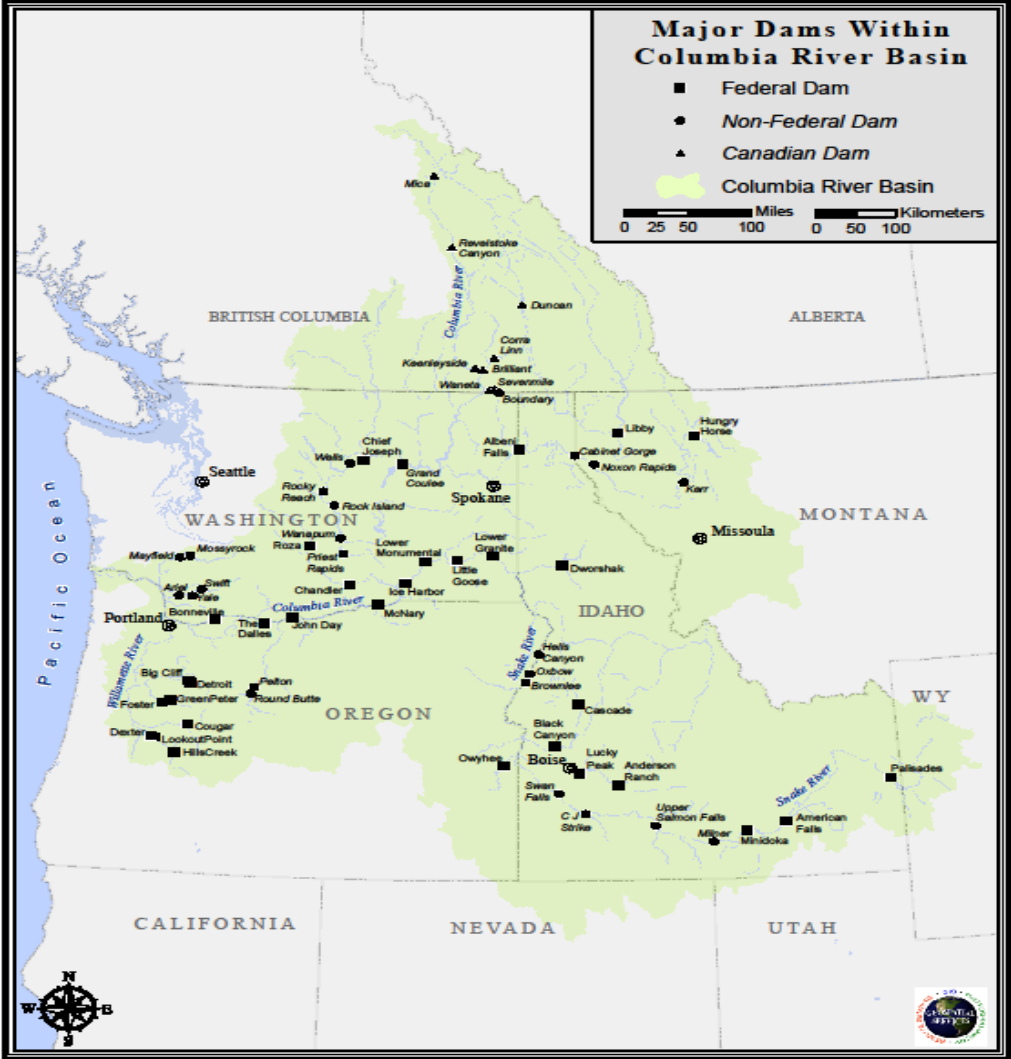 Major Dams Within
Columbia River Basin
Federal Dam
Non-Federal Dam
Canadian Dam
Columbia River Basin
Miles
Kilometers
0 25 50 100
0 50 100
Mica
Revelstoke
Canyon
Columbia River
Duncan
BRITISH COLUMBIA
ALBERTA
Corra
Linn
Keenleyside
Brilliant
Waneta
Sevenmile
Boundary
Libby
Hungry
Horse
Chief
Joseph
Wells
Grand
Coulee
Albeni
Falls
Cabinet Gorge
Noxon Rapids
Kerr
Seattle
Rocky
Reach
Rock Island
Spokane
WASHINGTON
MONTANA
Missoula
Wanapum
Roza
Priest
Rapids
Lower
Monumental
Lower
Granite
Little
Goose
Mayfield
Mossyrock
Dworshak
Ariel
Swift
Yale
Chandler
Ice Harbor
Columbia River
McNary
IDAHO
Bonneville
Portland
The
Dalles
John Day
Pacific Ocean
Willamette River
Snake River
Hells
Canyon
Oxbow
Brownlee
Big Cliff
Detroit
Pelton
Round Butte
GreenPeter
Foster
Cascade
WY
OREGON
Cougar
Dexter
LookoutPoint
HillsCreek
Black
Canyon
Owyhee
Boise
Lucky
Peak
Anderson
Ranch
Swan
Falls
C J
Strike
Upper
Salmon Falls
Milner
Minidoka
American
Falls
Snake River
Palisades
CALIFORNIA
NEVADA
UTAH
N
W
E
S
GEOSPATIAL
SERVICES